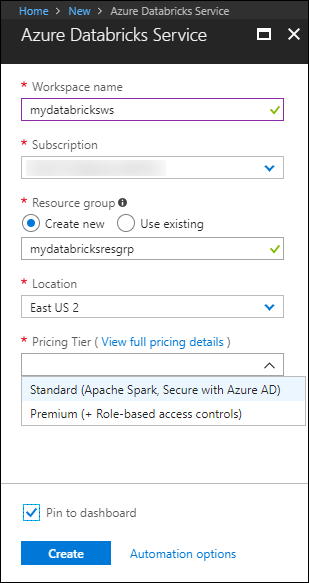 Home > New > Azure Databricks Service
Azure Databricks Service
* Workspace name
mydatabricksws
* Subscription
* Resource group
Create new Use existing
mydatabricksresgrp
* Location
East US 2
* Pricing Tier ( View full pricing details )
Standard (Apache Spark, Secure with Azure AD)
Premium (+ Role-based access controls)
Pin to dashboard
Create Automation options